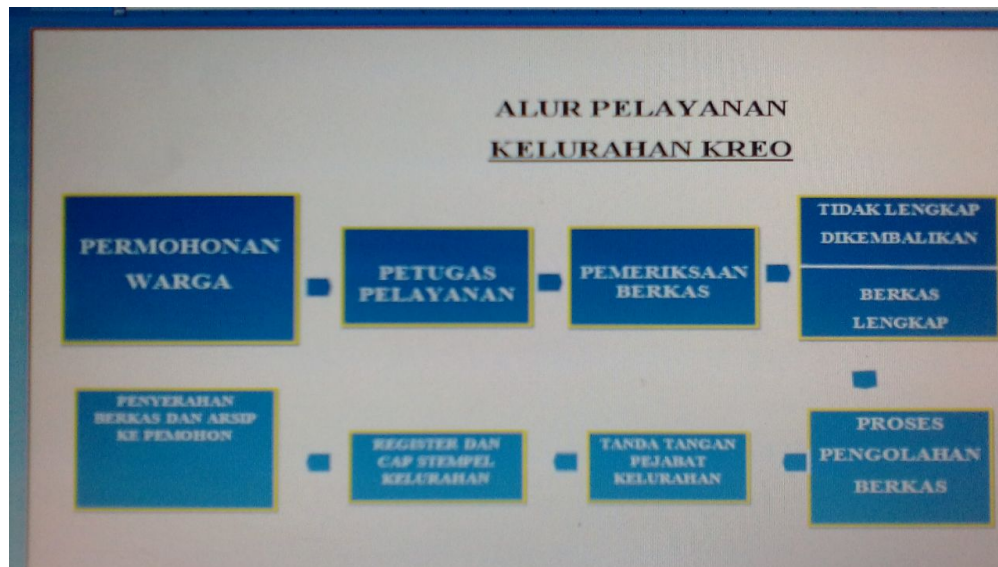 ALUR PELAYANAN
KELURAHAN KREO
PERMOHONAN
WARGA
PETUGAS
PELAYANAN
PEMERIKSAAN
BERKAS
TIDAK LENGKAP
DIKEMBALIKAN
BERKAS
LENGKAP
PROSES
PENGOLAHAN
BERKAS
TANDA TANGAN
PEJABAT
KELURAHAN
REGISTER DAN
CAP STEMPEL
KELURAHAN
PENYERAHAN
BERKAS DAN ARSIP
KE PEMOHON